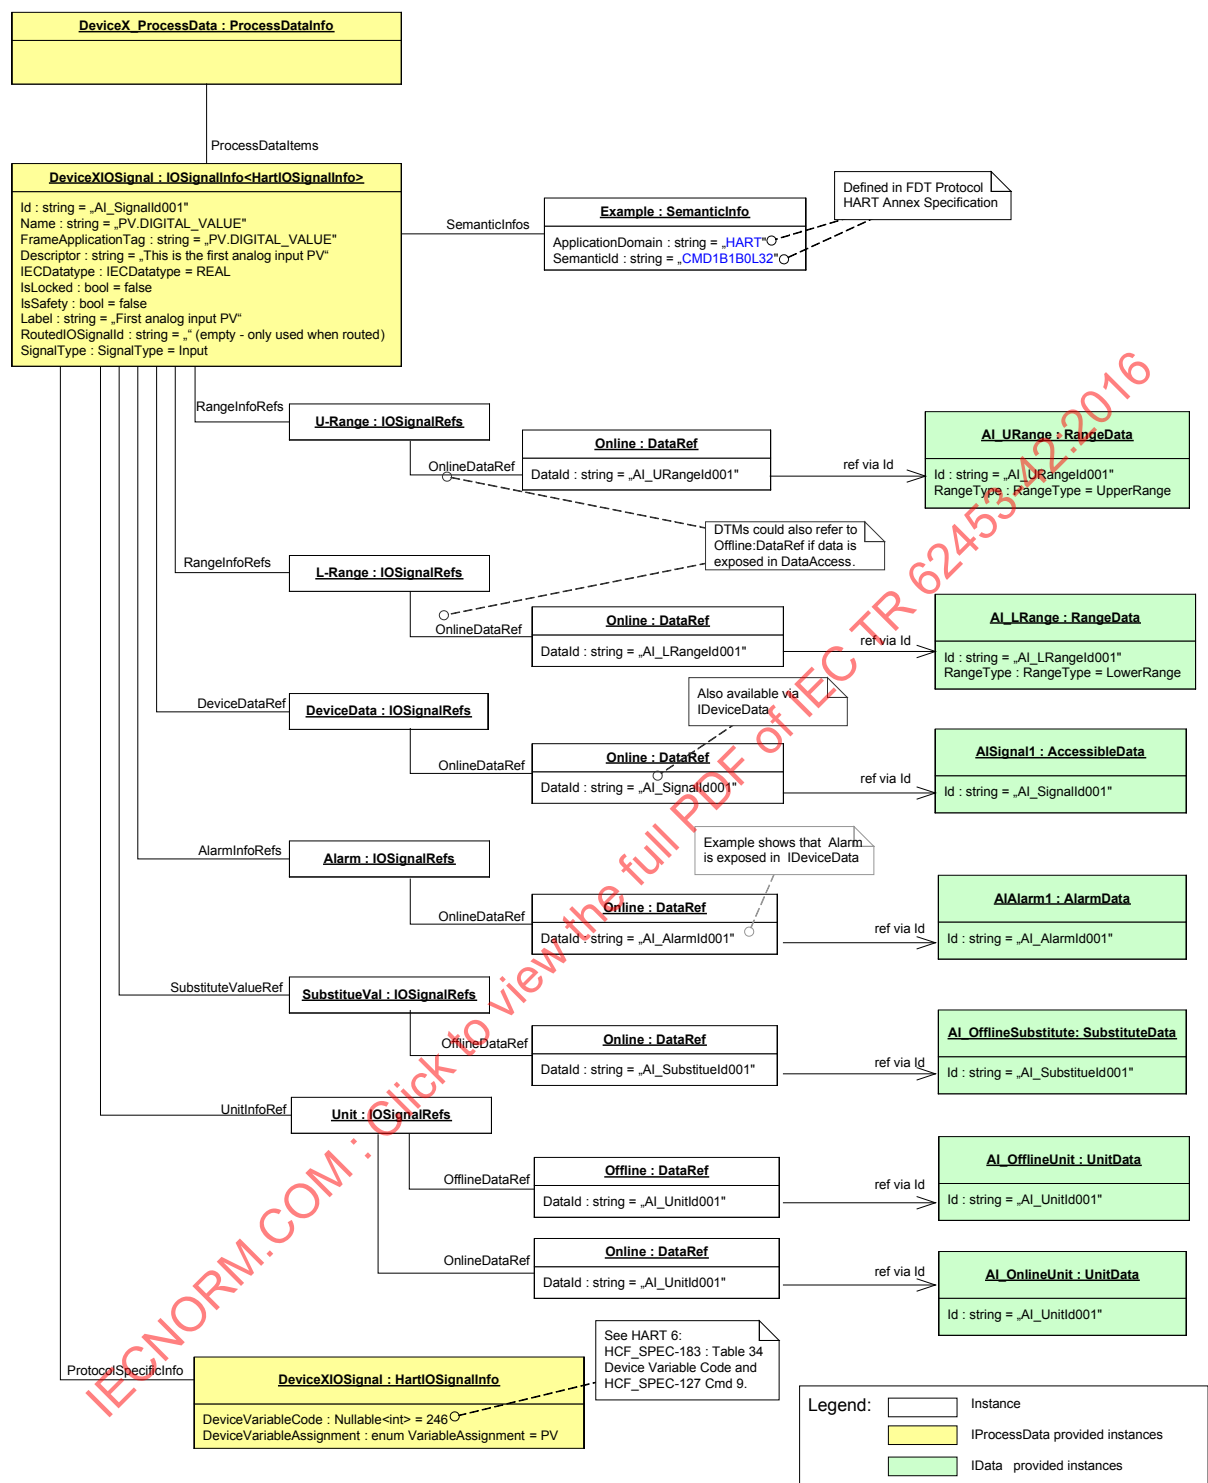 DeviceX_ProcessData : ProcessDataInfo
ProcessDataItems
DeviceXIOSignal : IOSignalInfo<HartIOSignalInfo>
Id : string = „AI_SignalId001"
Name : string = „PV.DIGITAL_VALUE"
FrameApplicationTag : string = „PV.DIGITAL_VALUE"
Descriptor : string = „This is the first analog input PV“
IECDatatype : IECDatatype = REAL
IsLocked : bool = false
IsSafety : bool = false
Label : string = „First analog input PV“
RoutedIOSignalId : string = „“ (empty - only used when routed)
SignalType : SignalType = Input
SemanticInfos
Example : SemanticInfo
ApplicationDomain : string = „HART"
SemanticId : string = „CMD1B1B0L32"
Defined in FDT Protocol
HART Annex Specification
RangeInfoRefs
U-Range : IOSignalRefs
OnlineDataRef
Online : DataRef
DataId : string = „AI_URangeId001"
ref via Id
AI_URange : RangeData
Id : string = „AI_URangeId001"
RangeType : RangeType = UpperRange
DTMs could also refer to
Offline:DataRef if data is
exposed in DataAccess.
RangeInfoRefs
L-Range : IOSignalRefs
OnlineDataRef
Online : DataRef
DataId : string = „AI_LRangeId001"
ref via Id
AI_LRange : RangeData
Id : string = „AI_LRangeId001"
RangeType : RangeType = LowerRange
Also available via
IDeviceData
DeviceDataRef
DeviceData : IOSignalRefs
OnlineDataRef
Online : DataRef
DataId : string = „AI_SignalId001"
ref via Id
AISignal1 : AccessibleData
Id : string = „AI_SignalId001"
Example shows that Alarm
is exposed in IDeviceData
AlarmInfoRefs
Alarm : IOSignalRefs
OnlineDataRef
Online : DataRef
DataId : string = „AI_AlarmId001"
ref via Id
AIAlarm1 : AlarmData
Id : string = „AI_AlarmId001"
SubstituteValueRef
SubstitueVal : IOSignalRefs
OfflineDataRef
Online : DataRef
DataId : string = „AI_SubstitueId001"
ref via Id
AI_OfflineSubstitute: SubstituteData
Id : string = „AI_SubstitueId001"
UnitInfoRef
Unit : IOSignalRefs
OfflineDataRef
Offline : DataRef
DataId : string = „AI_UnitId001"
ref via Id
AI_OfflineUnit : UnitData
Id : string = „AI_UnitId001"
OnlineDataRef
Online : DataRef
DataId : string = „AI_UnitId001"
ref via Id
AI_OnlineUnit : UnitData
Id : string = „AI_UnitId001"
See HART 6:
HCF_SPEC-183 : Table 34
Device Variable Code and
HCF_SPEC-127 Cmd 9.
ProtocolSpecificInfo
DeviceXIOSignal : HartIOSignalInfo
DeviceVariableCode : Nullable<int> = 246
DeviceVariableAssignment : enum VariableAssignment = PV
Legend:
Instance
IProcessData provided instances
IData provided instances
IECNORM.COM : Click to view the full PDF of IEC TR 62453-42:2016